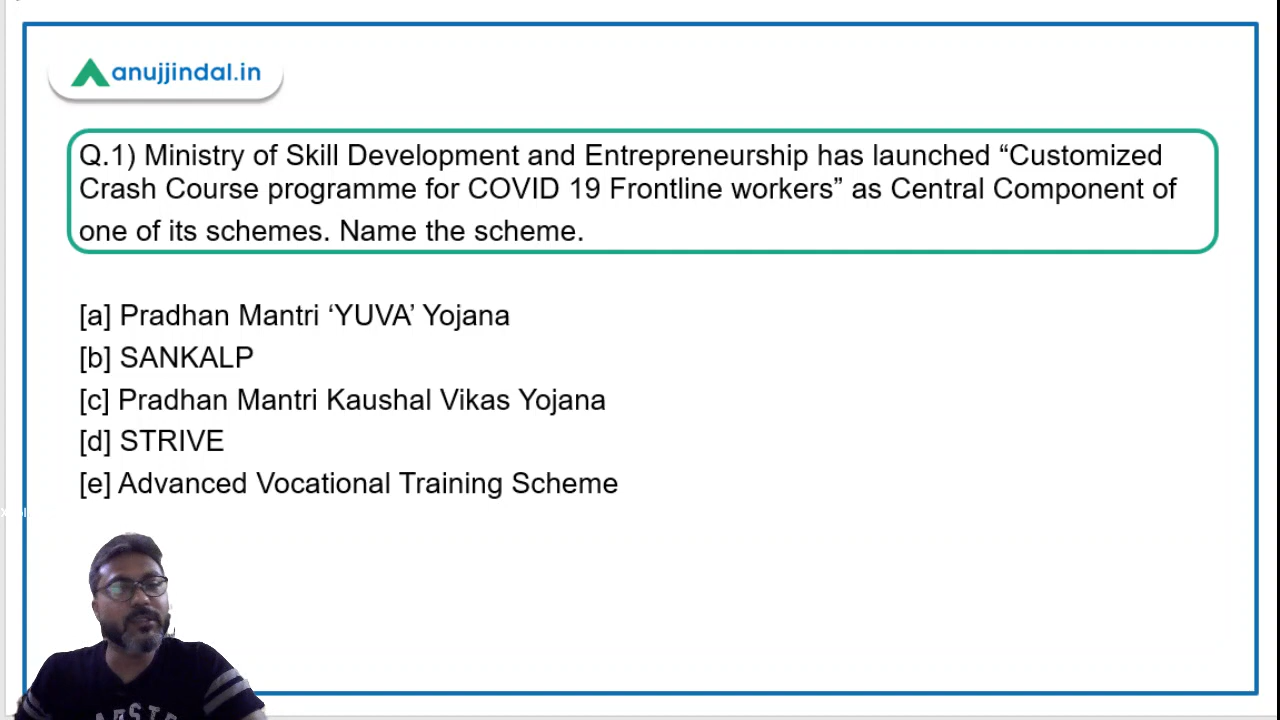 anujjindal.in
Q.1) Ministry of Skill Development and Entrepreneurship has launched “Customized
Crash Course programme for COVID 19 Frontline workers” as Central Component of
one of its schemes. Name the scheme.
[a] Pradhan Mantri ‘YUVA’ Yojana
[b] SANKALP
[c] Pradhan Mantri Kaushal Vikas Yojana
[d] STRIVE
[e] Advanced Vocational Training Scheme